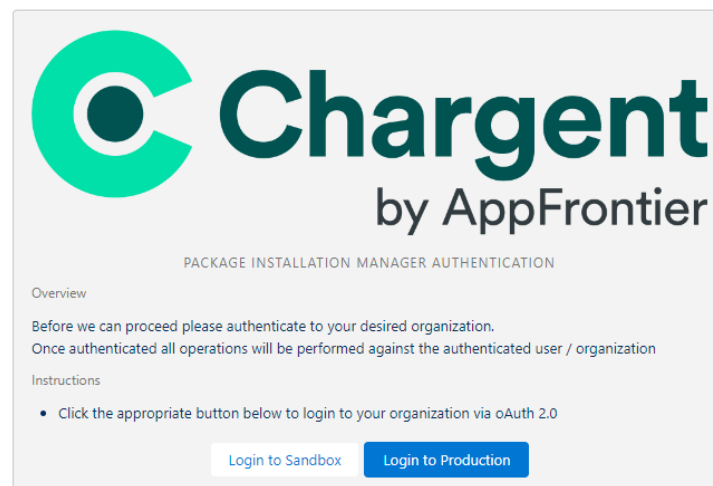 Chargent
by AppFrontier
PACKAGE INSTALLATION MANAGER AUTHENTICATION
Overview
Before we can proceed please authenticate to your desired organization.
Once authenticated all operations will be performed against the authenticated user / organization
Instructions
• Click the appropriate button below to login to your organization via oAuth 2.0
Login to Sandbox Login to Production